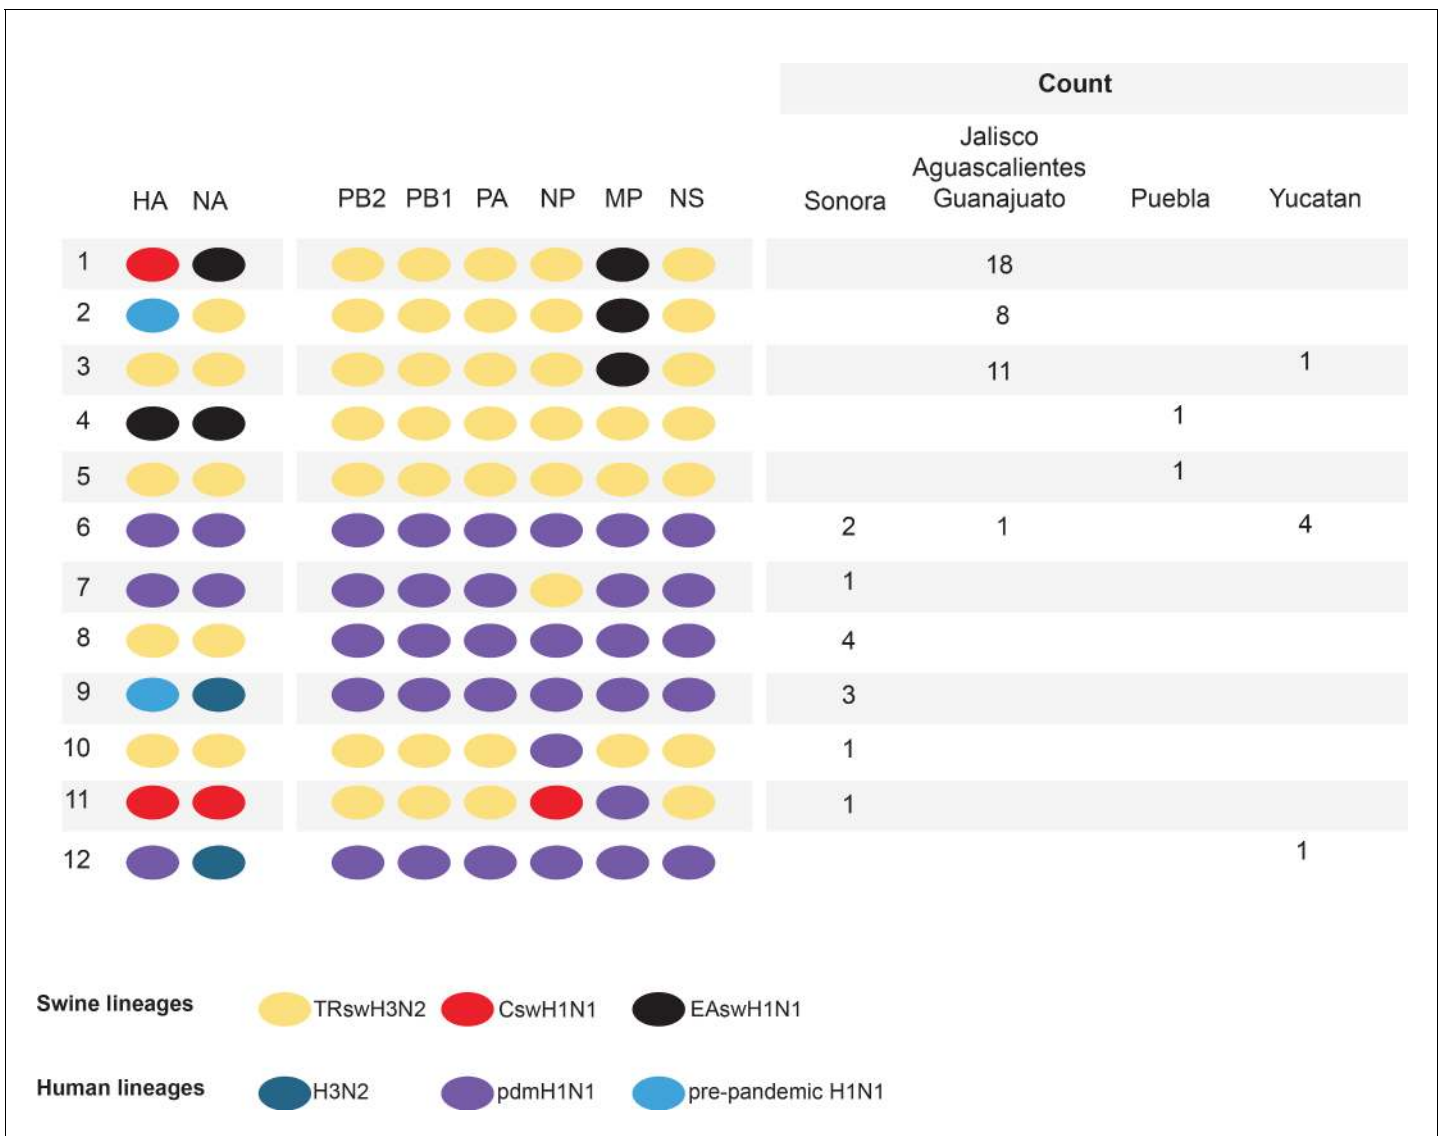 Count
Jalisco
Aguascalientes
HA NA PB2 PB1 PA NP MP NS Sonora Guanajuato Puebla Yucatan
1 18
2 8
3 11 1
4 1
5 1
6 2 1 4
7 1
8 4
9 3
10 1
11 1
12 1
Swine lineages TRswH3N2 CswH1N1 EAswH1N1
Human lineages H3N2 pdmH1N1 pre-pandemic H1N1